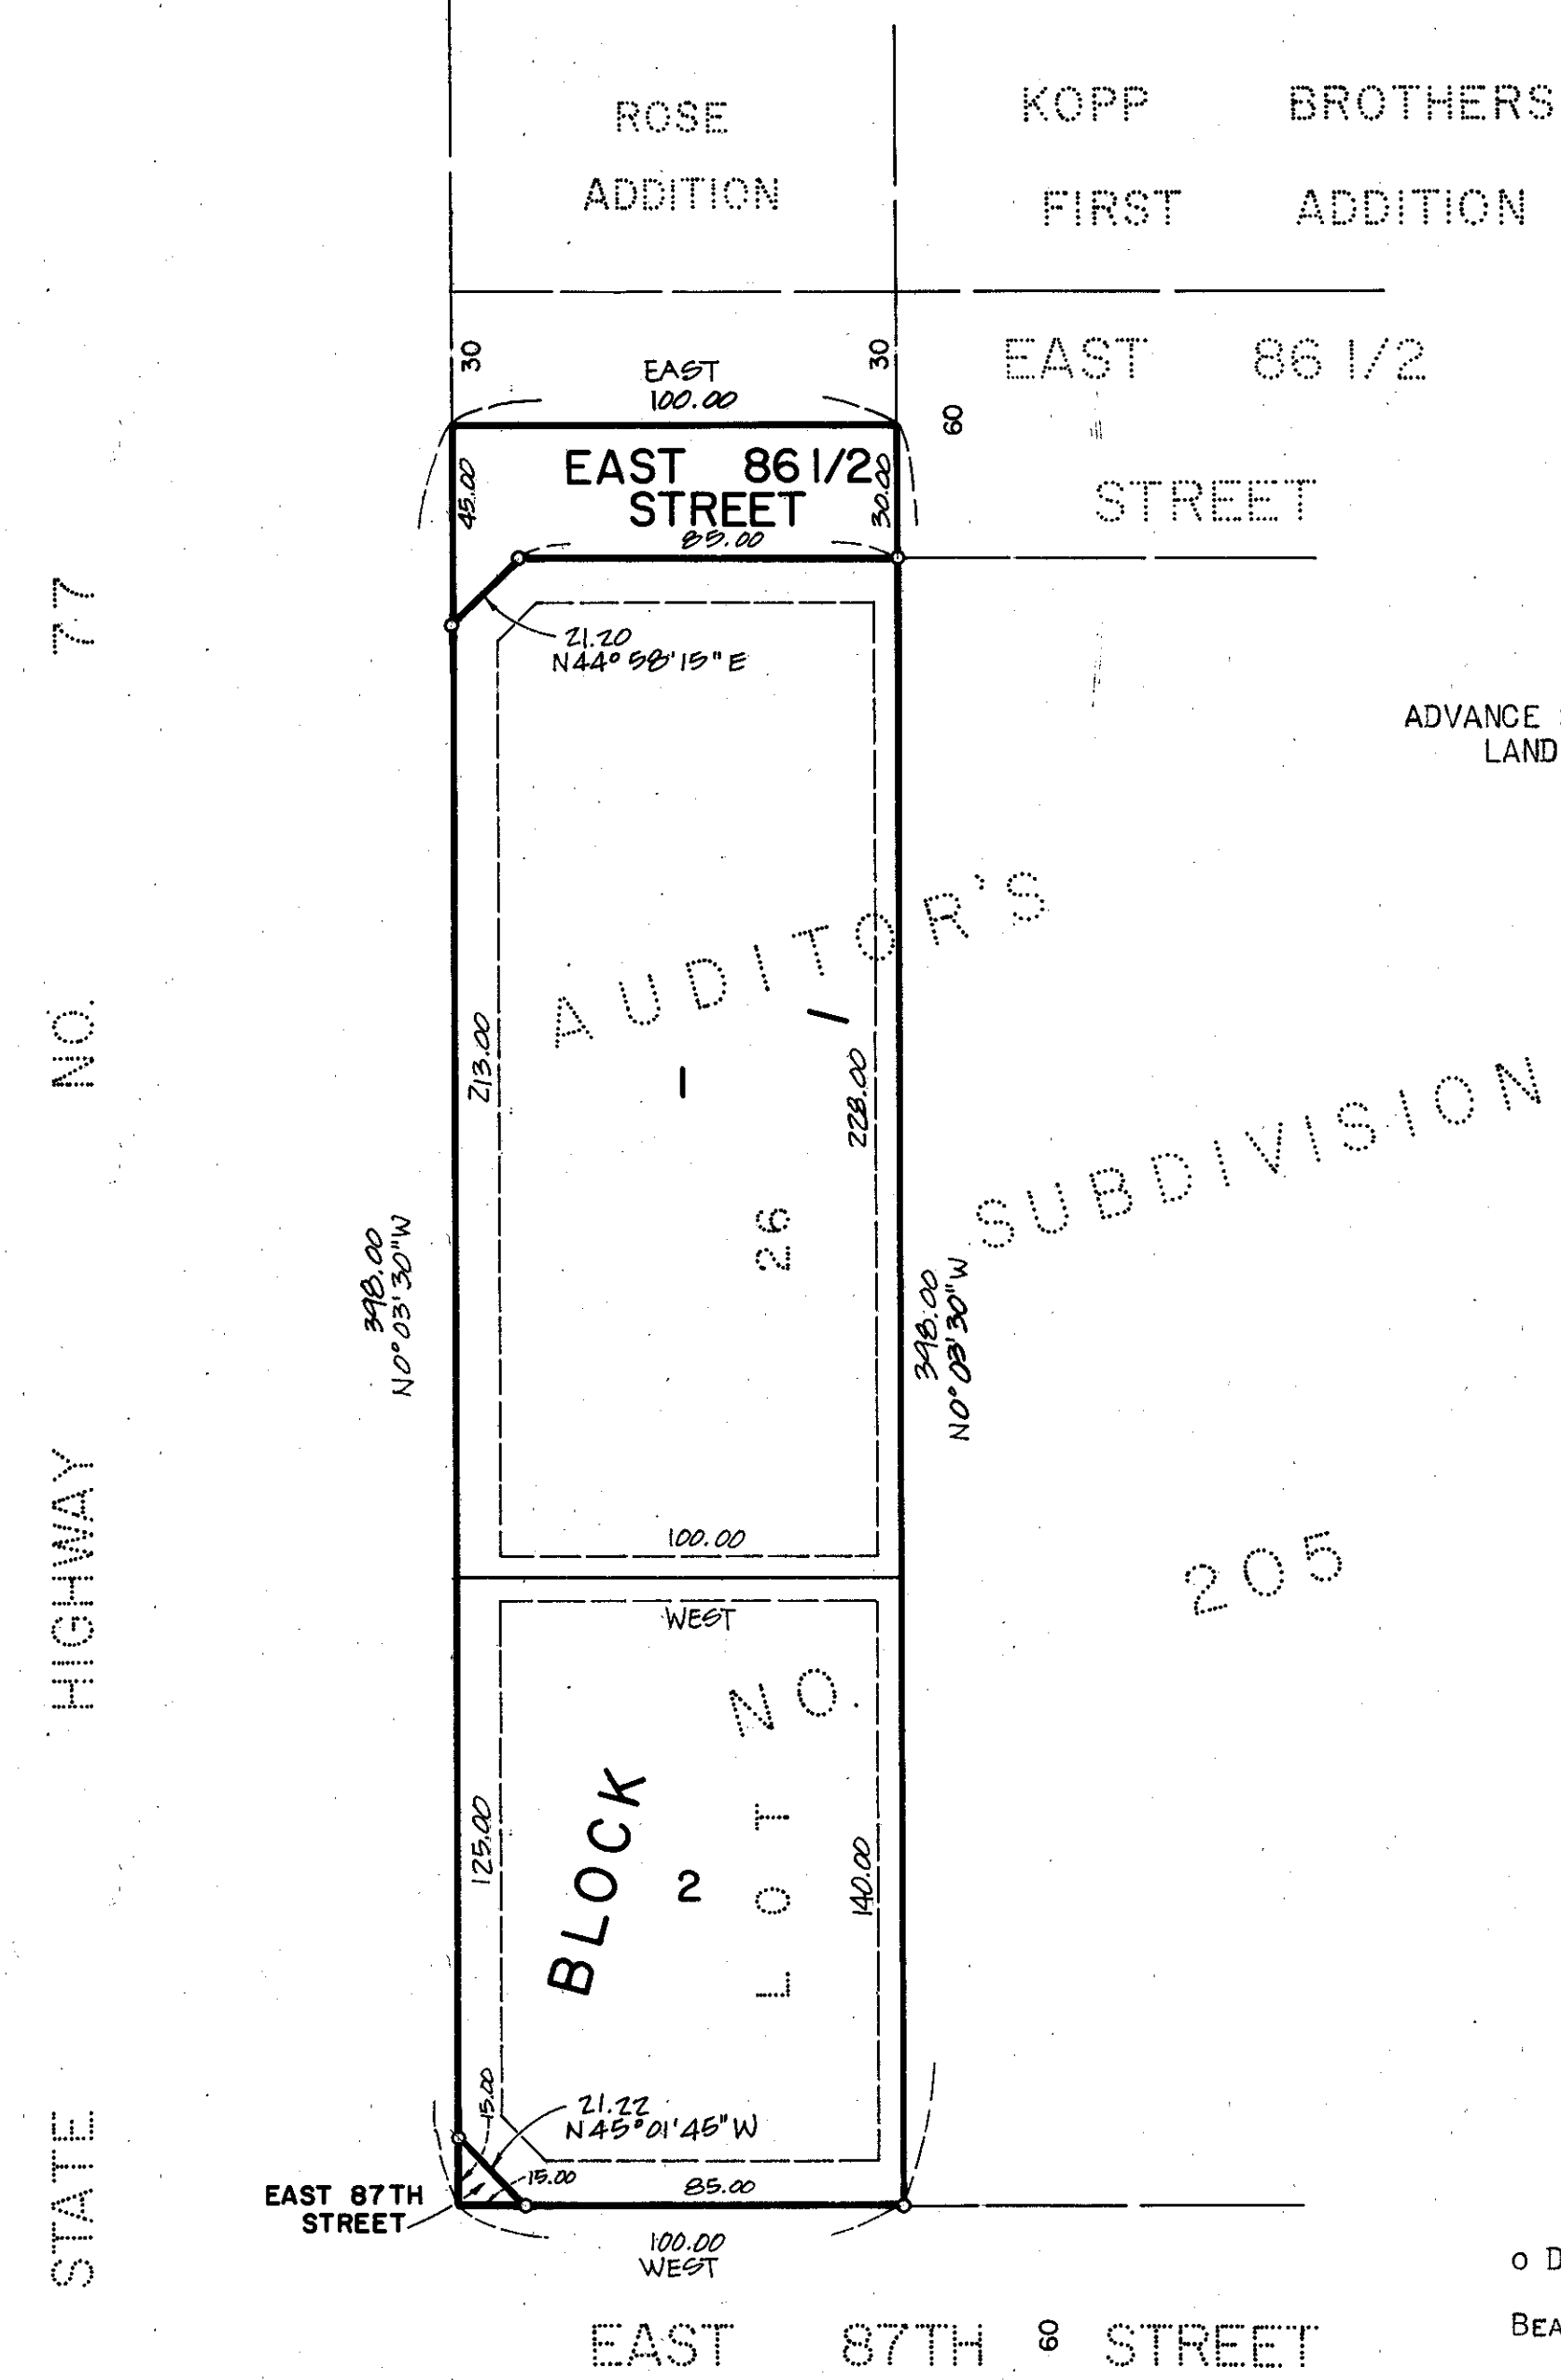 ROSE
ADDITION
KOPP BROTHERS
FIRST ADDITION
30
30
EAST
100.00
EAST 86 1/2
60
45.00
EAST 86 1/2
STREET
30.00
85.00
STREET
21.20
N44°58'15"E
ADVANCE
LAND
STATE HIGHWAY NO. 77
AUDITOR'S
SUBDIVISION
NO. 205
213.00
228.00
1
1
26
398.00
N0°03'30"W
398.00
N0°03'30"W
100.00
WEST
BLOCK
2
LOT
125.00
140.00
15.00
21.22
N45°01'45"W
15.00
85.00
EAST 87TH
STREET
100.00
WEST
EAST 87TH STREET
60
o D
BEA